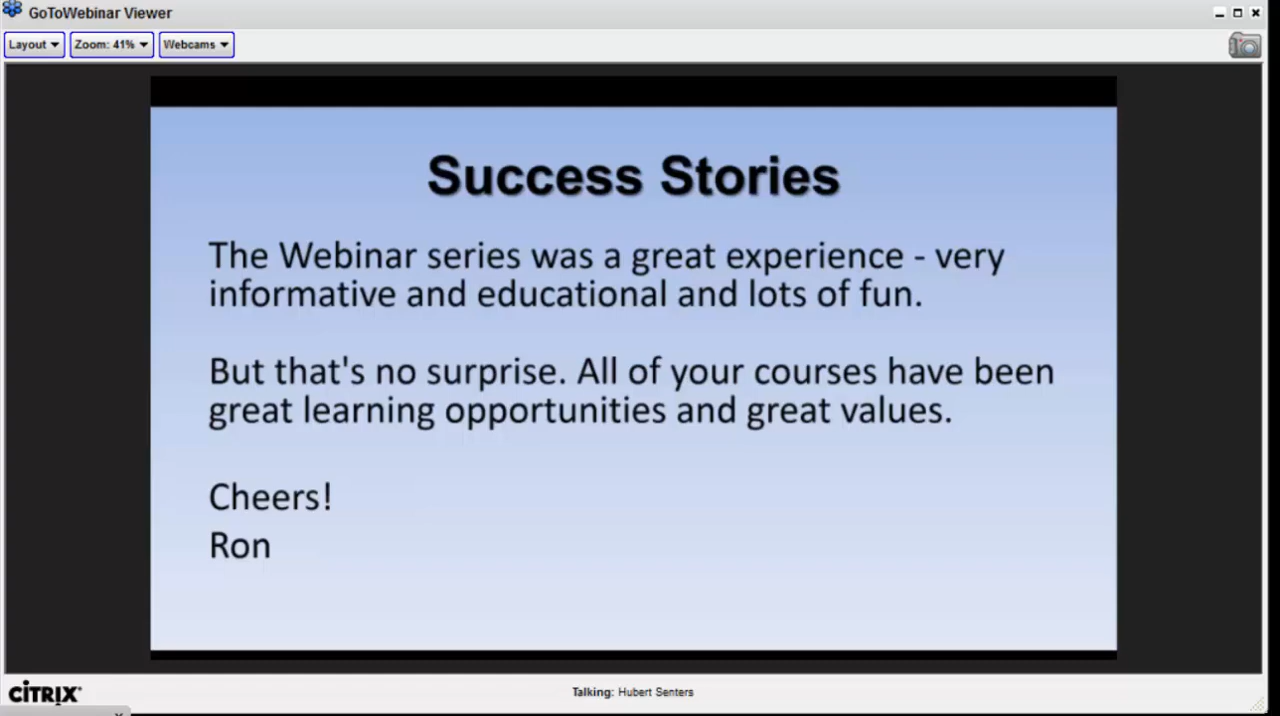 GoToWebinar Viewer
Layout Zoom: 41% Webcams
Success Stories
The Webinar series was a great experience - very
informative and educational and lots of fun.
But that's no surprise. All of your courses have been
great learning opportunities and great values.
Cheers!
Ron
CITRIX
Talking: Hubert Senters